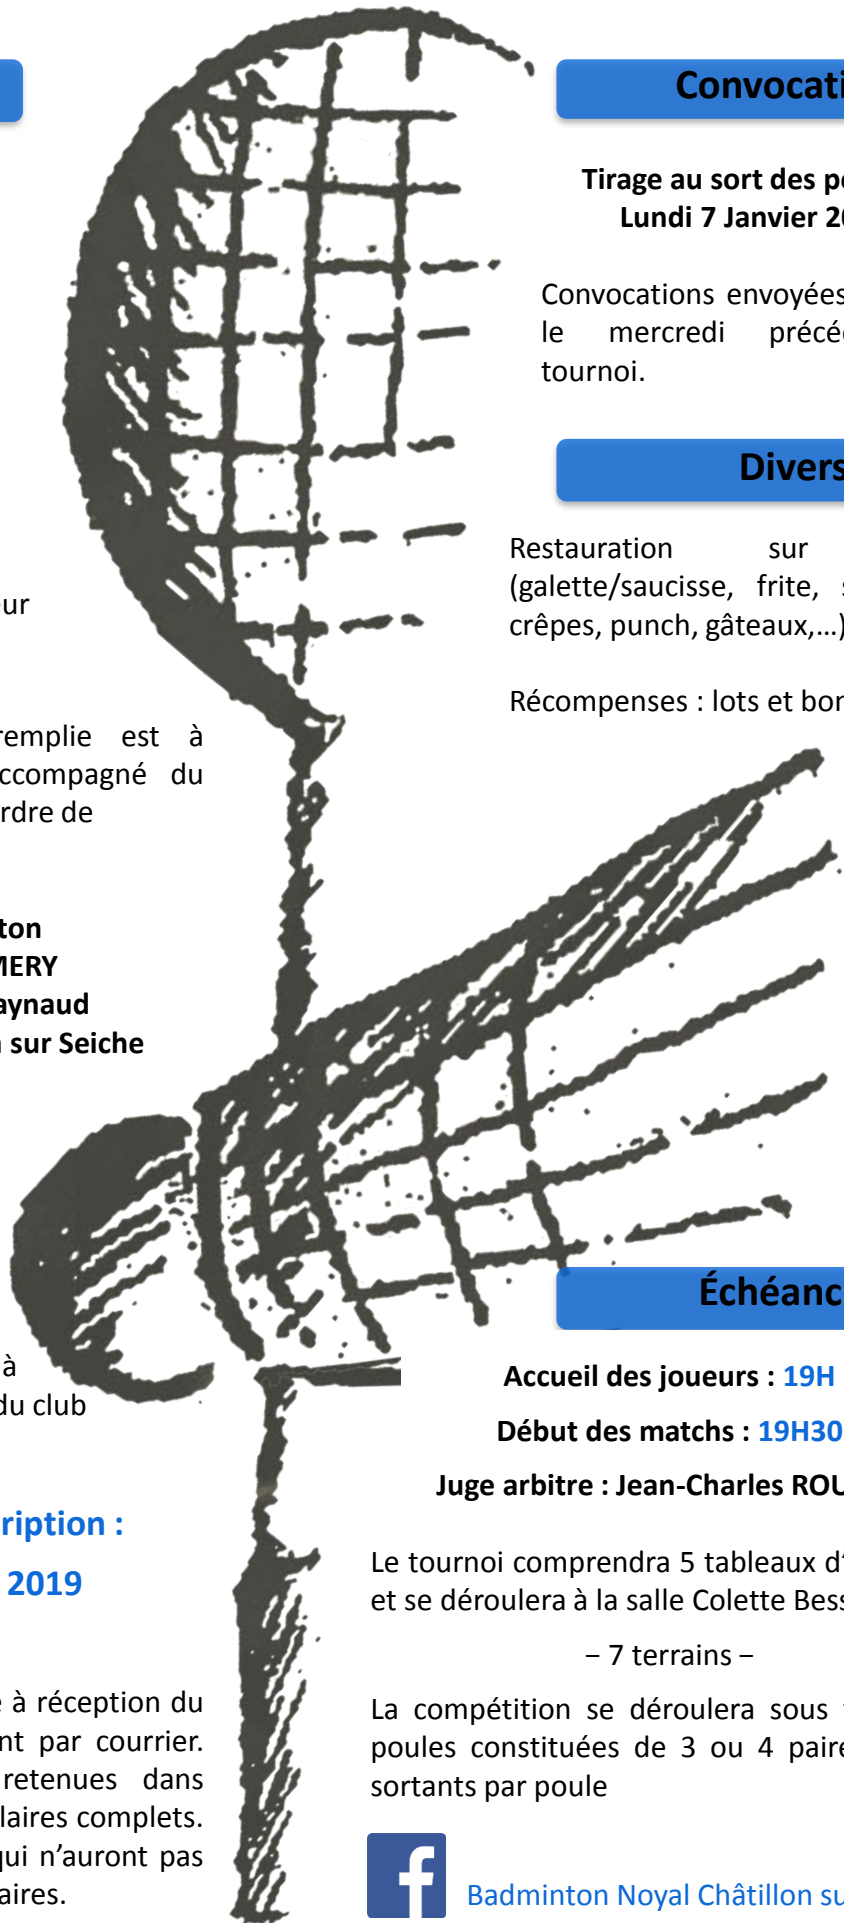 ur
remplie est à
ccompagné du
rdre de
ton
MERY
aynaud
sur Seiche
à
du club
ription :
2019
à réception du
nt par courrier.
retenues dans
laires complets.
qui n'auront pas
aires.
Convocati
Tirage au sort des p
Lundi 7 Janvier 20
Convocations envoyées
le mercredi précé
tournoi.
Divers
Restauration sur
(galette/saucisse, frite, s
crêpes, punch, gâteaux,...)
Récompenses : lots et bon
Échéanc
Accueil des joueurs : 19H
Début des matchs : 19H30
Juge arbitre : Jean-Charles ROU
Le tournoi comprendra 5 tableaux d'
et se déroulera à la salle Colette Bess
– 7 terrains –
La compétition se déroulera sous
poules constituées de 3 ou 4 paire
sortants par poule
f
Badminton Noyal Châtillon su